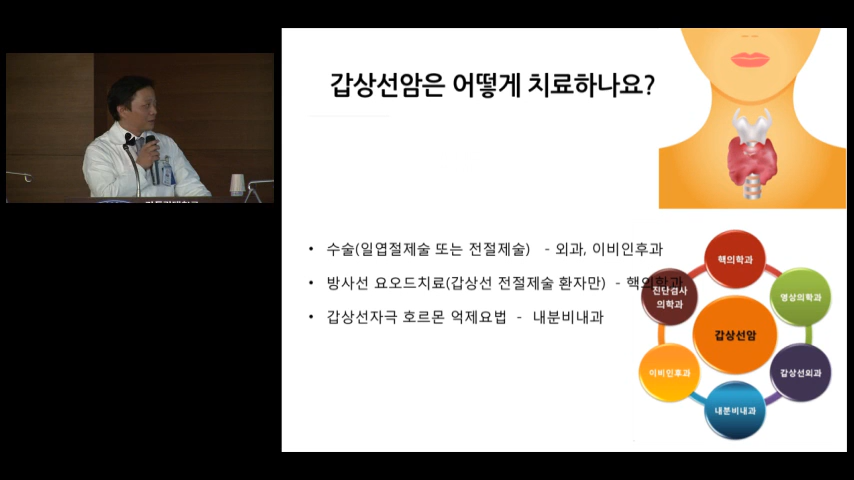 갑상선암은 어떻게 치료하나요?
• 수술(일엽절제술 또는 전절제술) - 외과, 이비인후과
• 방사선 요오드치료(갑상선 전절제술 환자만) - 핵의학과
• 갑상선자극 호르몬 억제요법 - 내분비내과
핵의학과
진단검사
의학과
영상의학과
갑상선암
이비인후과
갑상선외과
내분비내과